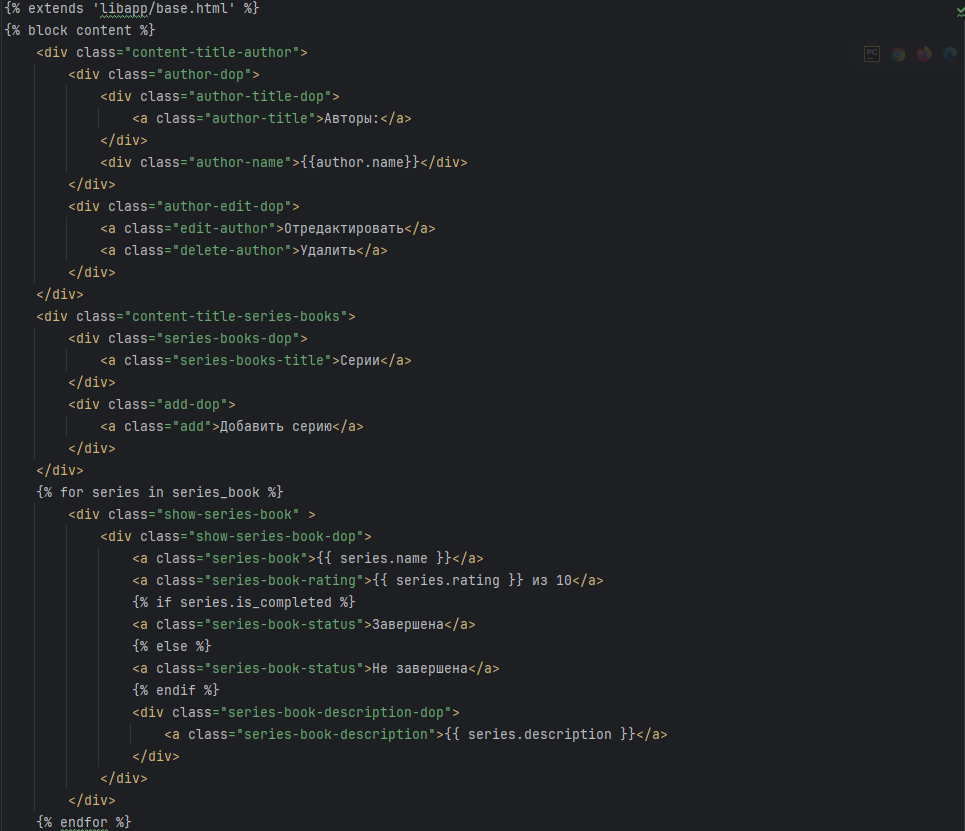 {% extends 'libapp/base.html' %}
{% block content %}
    <div class="content-title-author">
        <div class="author-dop">
            <div class="author-title-dop">
                <a class="author-title">Авторы:</a>
            </div>
            <div class="author-name">{{author.name}}</div>
        </div>
        <div class="author-edit-dop">
            <a class="edit-author">Отредактировать</a>
            <a class="delete-author">Удалить</a>
        </div>
    </div>
    <div class="content-title-series-books">
        <div class="series-books-dop">
            <a class="series-books-title">Серии</a>
        </div>
        <div class="add-dop">
            <a class="add">Добавить серию</a>
        </div>
    </div>
    {% for series in series_book %}
        <div class="show-series-book" >
            <div class="show-series-book-dop">
                <a class="series-book">{{ series.name }}</a>
                <a class="series-book-rating">{{ series.rating }} из 10</a>
                {% if series.is_completed %}
                <a class="series-book-status">Завершена</a>
                {% else %}
                <a class="series-book-status">Не завершена</a>
                {% endif %}
                <div class="series-book-description-dop">
                    <a class="series-book-description">{{ series.description }}</a>
                </div>
            </div>
        </div>
    {% endfor %}
PC